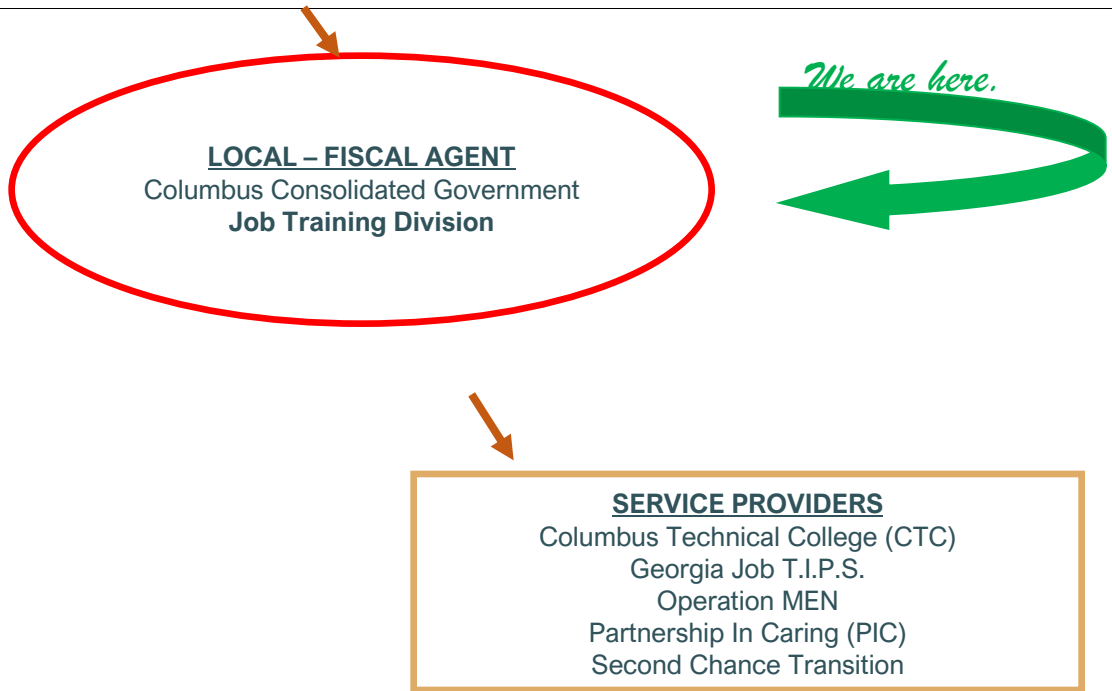 We are here.
LOCAL – FISCAL AGENT
Columbus Consolidated Government
Job Training Division
SERVICE PROVIDERS
Columbus Technical College (CTC)
Georgia Job T.I.P.S.
Operation MEN
Partnership In Caring (PIC)
Second Chance Transition